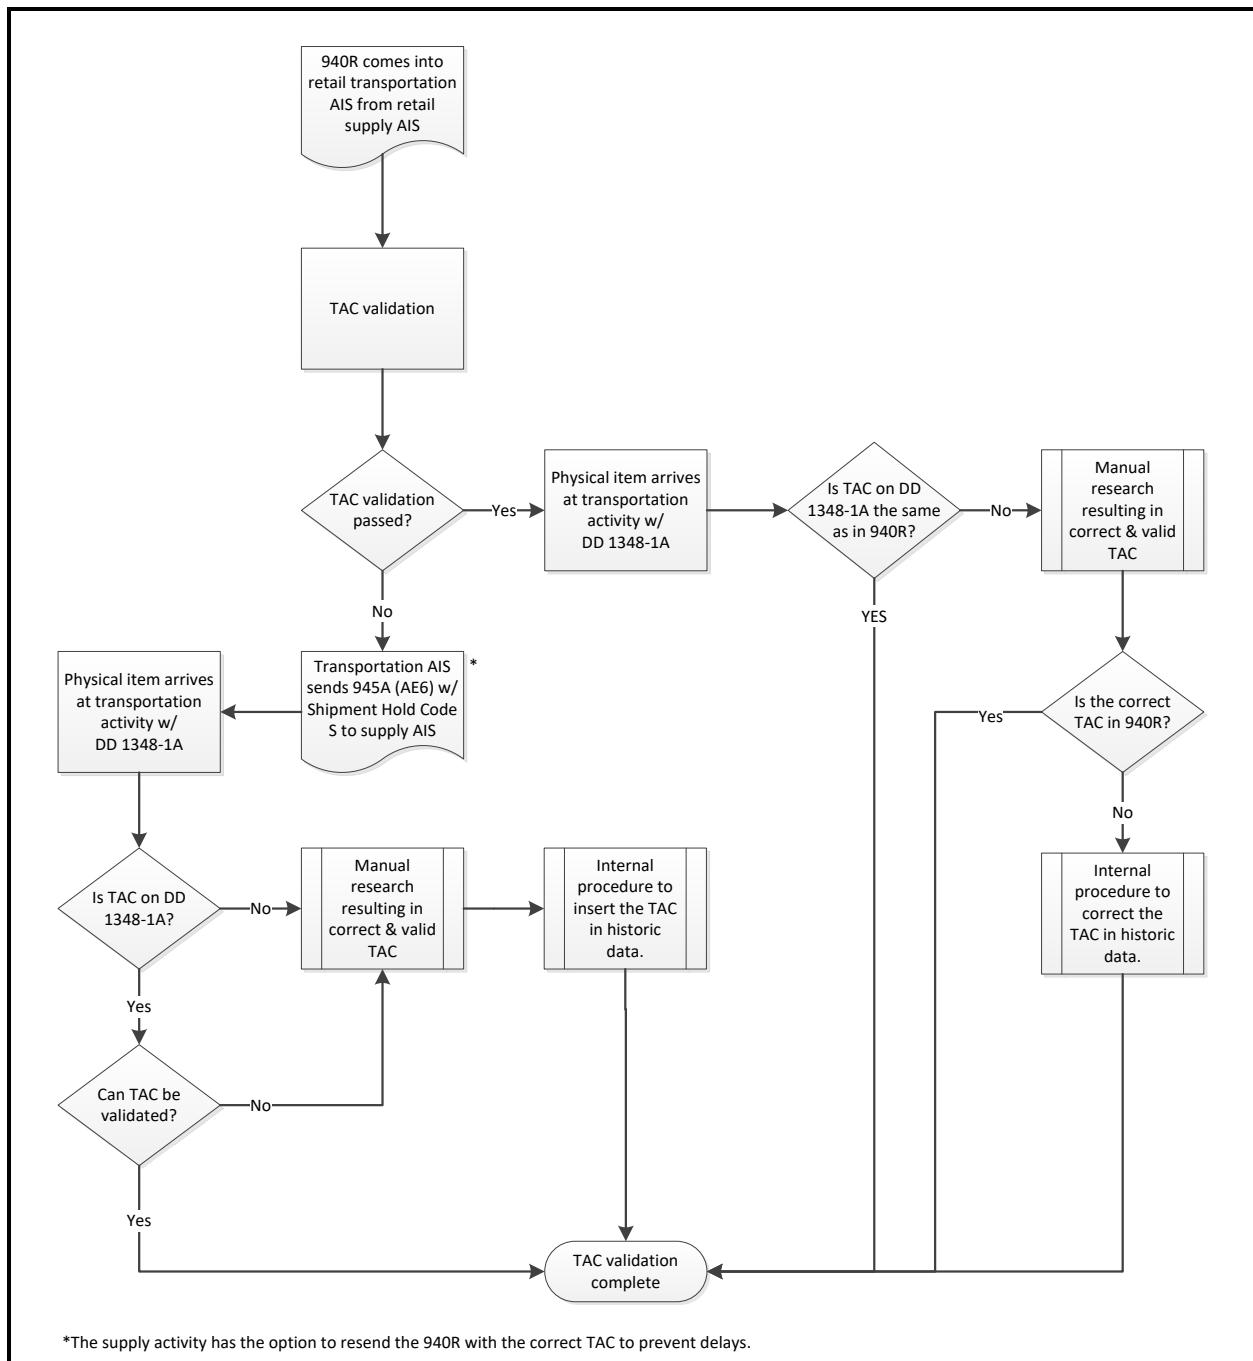 940R comes into
retail transportation
AIS from retail
supply AIS
TAC validation
TAC validation
passed?
Yes
Physical item arrives
at transportation
activity w/
DD 1348-1A
Is TAC on DD
1348-1A the same
as in 940R?
No
Manual
research
resulting in
correct & valid
TAC
No
YES
Transportation AIS
sends 945A (AE6) w/
Shipment Hold Code
S to supply AIS
*
Physical item arrives
at transportation
activity w/
DD 1348-1A
Is the correct
TAC in 940R?
Yes
No
Is TAC on DD
1348-1A?
No
Manual
research
resulting in
correct & valid
TAC
Internal
procedure to
insert the TAC
in historic
data.
Internal
procedure to
correct the
TAC in historic
data.
Yes
Can TAC be
validated?
No
Yes
TAC validation
complete
*The supply activity has the option to resend the 940R with the correct TAC to prevent delays.